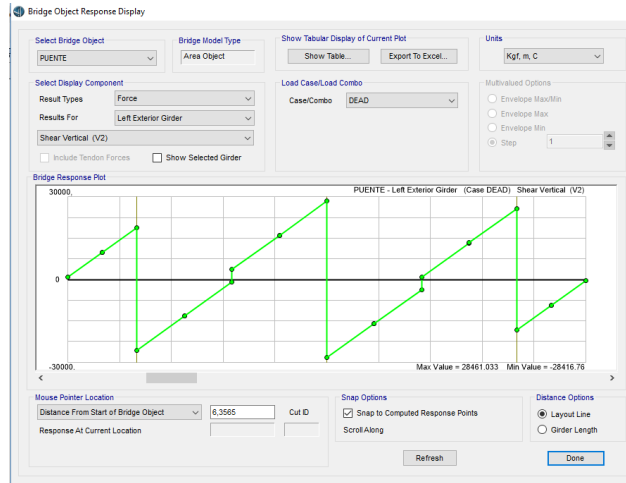 Bridge Object Response Display
Select Bridge Object
Bridge Model Type
Show Tabular Display of Current Plot
Units
PUENTE
Area Object
Show Table...
Export To Excel...
Kgf, m, C
Select Display Component
Load Case/Load Combo
Multivalued Options
Result Types
Force
Case/Combo
DEAD
Envelope Max/Min
Results For
Left Exterior Girder
Envelope Max
Shear Vertical (V2)
Envelope Min
Include Tendon Forces
Show Selected Girder
Step
1
Bridge Response Plot
30000,
PUENTE - Left Exterior Girder (Case DEAD) Shear Vertical (V2)
0
-30000,
Max Value = 28461.033 Min Value = -28416.76
Mouse Pointer Location
Snap Options
Distance Options
Distance From Start of Bridge Object
6,3565
Cut ID
Snap to Computed Response Points
Layout Line
Response At Current Location
Scroll Along
Girder Length
Refresh
Done